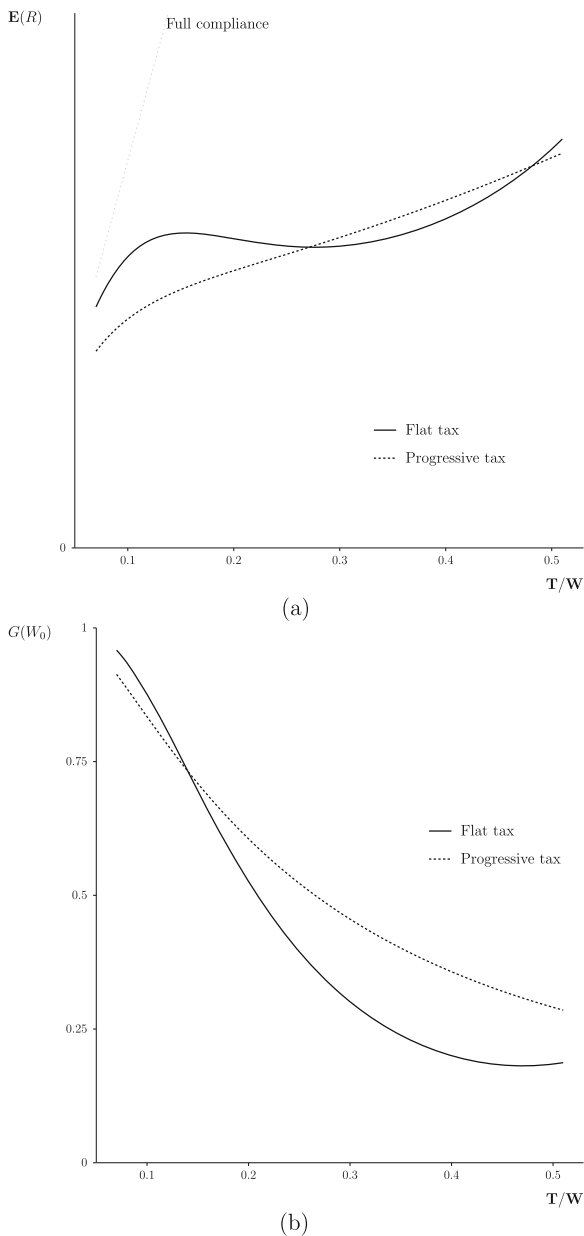 E(R)
Full compliance
Flat tax
Progressive tax
0
0.1 0.2 0.3 0.4 0.5
T/W
(a)
G(W₀)
1
0.75
Flat tax
Progressive tax
0.5
0.25
0
0.1 0.2 0.3 0.4 0.5
T/W
(b)